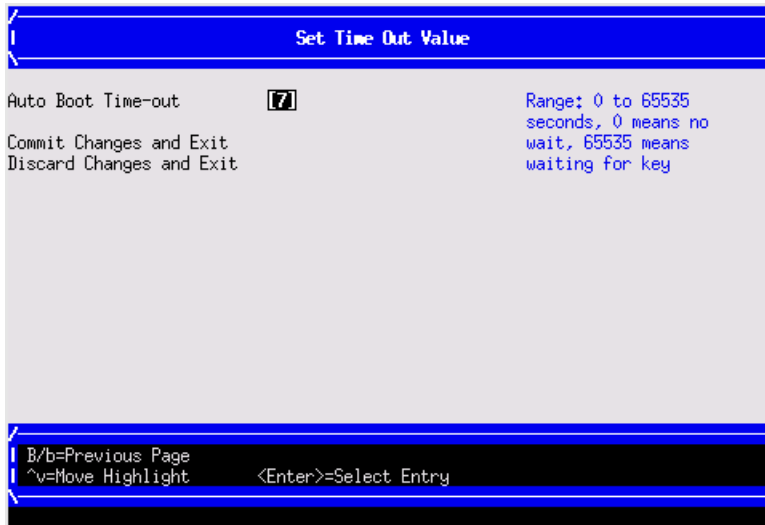 Set Time Out Value
Auto Boot Time-out [7] Range: 0 to 65535
seconds, 0 means no
Commit Changes and Exit wait, 65535 means
Discard Changes and Exit waiting for key
B/b=Previous Page
^v=Move Highlight <Enter>=Select Entry